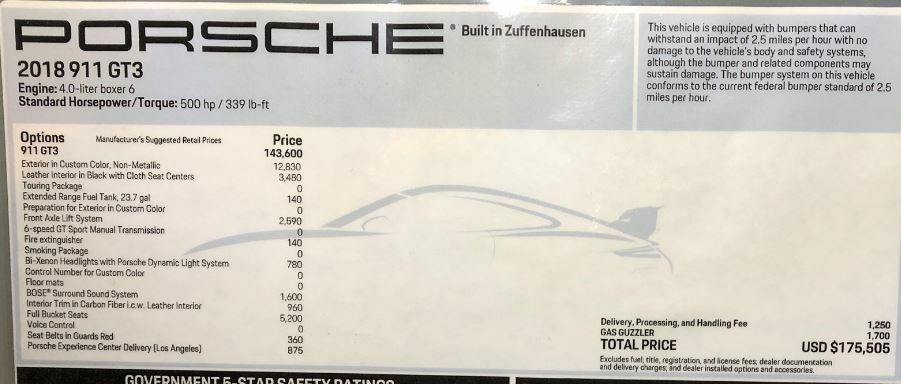 PORSCHE® Built in Zuffenhausen
2018 911 GT3
Engine: 4.0-liter boxer 6
Standard Horsepower/Torque: 500 hp / 339 lb-ft
This vehicle is equipped with bumpers that can
withstand an impact of 2.5 miles per hour with no
damage to the vehicle's body and safety systems,
although the bumper and related components may
sustain damage. The bumper system on this vehicle
conforms to the current federal bumper standard of 2.5
miles per hour.
Options Manufacturer's Suggested Retail Prices Price
911 GT3 143,600
Exterior in Custom Color, Non-Metallic 12,830
Leather interior in Black with Cloth Seat Centers 3,480
Touring Package 0
Extended Range Fuel Tank, 23.7 gal 140
Preparation for Exterior in Custom Color 0
Front Axle Lift System 2,590
6-speed GT Sport Manual Transmission 0
Fire extinguisher 140
Smoking Package 0
Bi-Xenon Headlights with Porsche Dynamic Light System 780
Control Number for Custom Color 0
Floor mats 0
BOSE® Surround Sound System 1,600
Interior Trim in Carbon Fiber i.c.w. Leather Interior 960
Full Bucket Seats 5,200
Voice Control 0
Seat Belts in Guards Red 360
Porsche Experience Center Delivery (Los Angeles) 875
Delivery, Processing, and Handling Fee 1,250
GAS GUZZLER 1,700
TOTAL PRICE USD $175,505
Excludes fuel, title, registration, and license fees, dealer documentation
and delivery charges, and dealer installed options and accessories.
GOVERNMENT 5-STAR SAFETY RATINGS